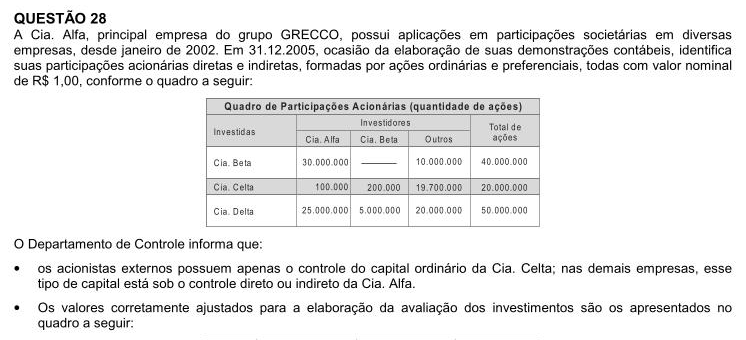 QUESTÃO 28
A Cia. Alfa, principal empresa do grupo GRECCO, possui aplicações em participações societárias em diversas
empresas, desde janeiro de 2002. Em 31.12.2005, ocasião da elaboração de suas demonstrações contábeis, identifica
suas participações acionárias diretas e indiretas, formadas por ações ordinárias e preferenciais, todas com valor nominal
de R$ 1,00, conforme o quadro a seguir:
Quadro de Participações Acionárias (quantidade de ações)
Investidas Investidores Total de ações
Cia. Alfa Cia. Beta Outros
Cia. Beta 30.000.000 ——— 10.000.000 40.000.000
Cia. Celta 100.000 200.000 19.700.000 20.000.000
Cia. Delta 25.000.000 5.000.000 20.000.000 50.000.000
O Departamento de Controle informa que:
• os acionistas externos possuem apenas o controle do capital ordinário da Cia. Celta; nas demais empresas, esse
tipo de capital está sob o controle direto ou indireto da Cia. Alfa.
• Os valores corretamente ajustados para a elaboração da avaliação dos investimentos são os apresentados no
quadro a seguir: